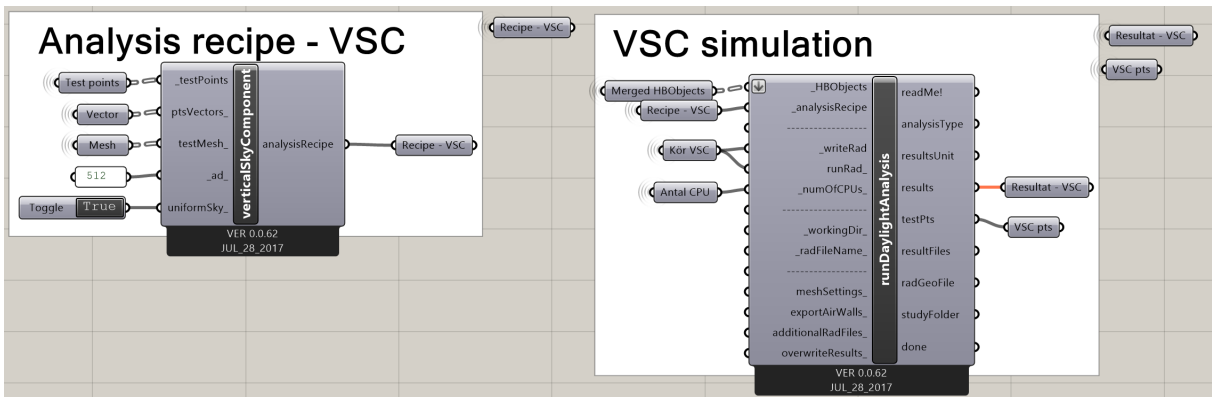 Analysis recipe - VSC
Recipe - VSC
Test points
Vector
Mesh
512
Toggle True
_testPoints
ptsVectors_
testMesh_
_ad_
uniformSky_
verticalSkyComponent
analysisRecipe
Recipe - VSC
VER 0.0.62
JUL_28_2017
VSC simulation
Resultat - VSC
VSC pts
Merged HBObjects
Recipe - VSC
Kör VSC
Antal CPU
_HBObjects
_analysisRecipe
-----------------
_writeRad
runRad_
_numOfCPUs_
-----------------
_workingDir_
_radFileName_
-----------------
meshSettings_
exportAirWalls_
additionalRadFiles_
overwriteResults_
runDaylightAnalysis
readMe!
analysisType
resultsUnit
results
testPts
resultFiles
radGeoFile
studyFolder
done
Resultat - VSC
VSC pts
VER 0.0.62
JUL_28_2017